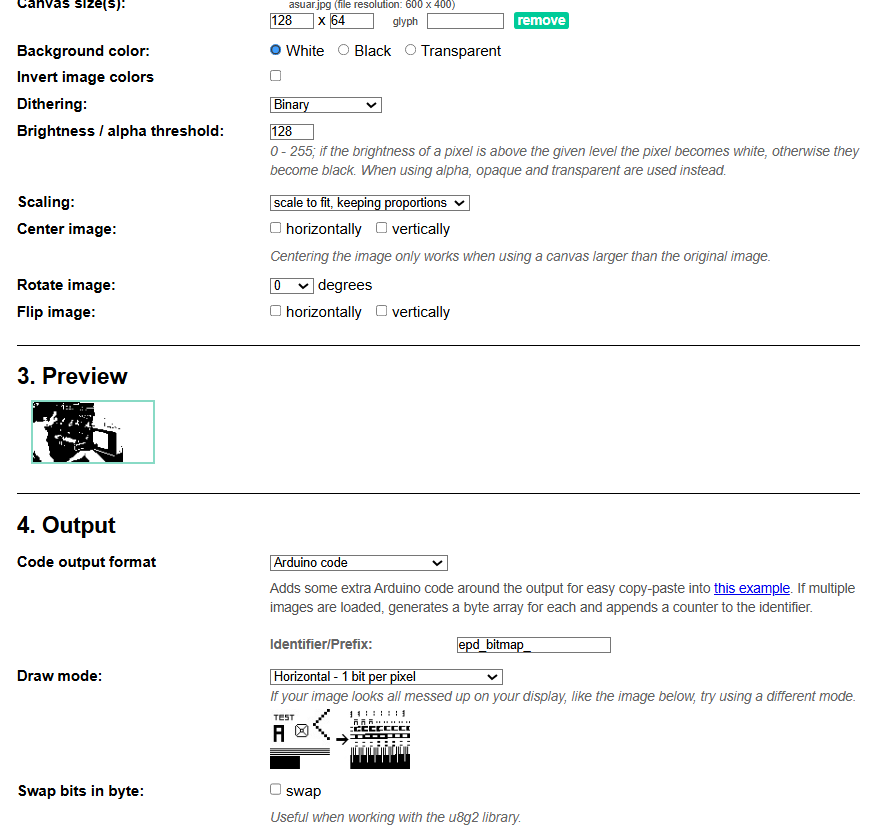 Canvas size(s):
asuar.jpg (file resolution: 600 x 400)
128 x 64 glyph remove
Background color: White Black Transparent
Invert image colors
Dithering: Binary
Brightness / alpha threshold: 128
0 - 255; if the brightness of a pixel is above the given level the pixel becomes white, otherwise they
become black. When using alpha, opaque and transparent are used instead.
Scaling: scale to fit, keeping proportions
Center image: horizontally vertically
Centering the image only works when using a canvas larger than the original image.
Rotate image: 0 degrees
Flip image: horizontally vertically
3. Preview
4. Output
Code output format Arduino code
Adds some extra Arduino code around the output for easy copy-paste into this example. If multiple
images are loaded, generates a byte array for each and appends a counter to the identifier.
Identifier/Prefix: epd_bitmap_
Draw mode: Horizontal - 1 bit per pixel
If your image looks all messed up on your display, like the image below, try using a different mode.
TEST
A
Swap bits in byte: swap
Useful when working with the u8g2 library.